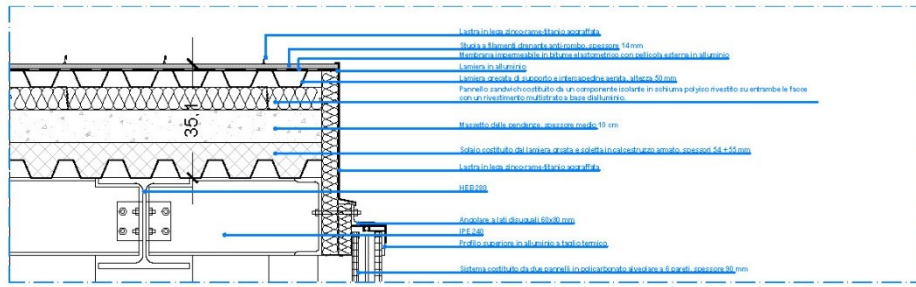 Lastra in lega zinco-rame-titanio aggraffata
Stuoia a filamenti drenante anti-rombo, spessore 14 mm
Membrana impermeabile in bitume elastometrico con pellicola esterna in alluminio
Lamiera in alluminio
Lamiera grecata di supporto e intercapedine aerata, altezza 50 mm
Pannello sandwich costituito da un componente isolante in schiuma polyiso rivestito su entrambe le facce
con un rivestimento multistrato a base di alluminio.
Massetto delle pendenze, spessore medio 10 cm
Solaio costituito da lamiera grecata e soletta in calcestruzzo armato, spessori 54 + 55 mm
Lastra in lega zinco-rame-titanio aggraffata
HEB 280
Angolare a lati disuguali 60x80 mm
IPE 240
Profilo superiore in alluminio a taglio termico
Sistema costituito da due pannelli in policarbonato alveolare a 6 pareti, spessore 90 mm
35,1